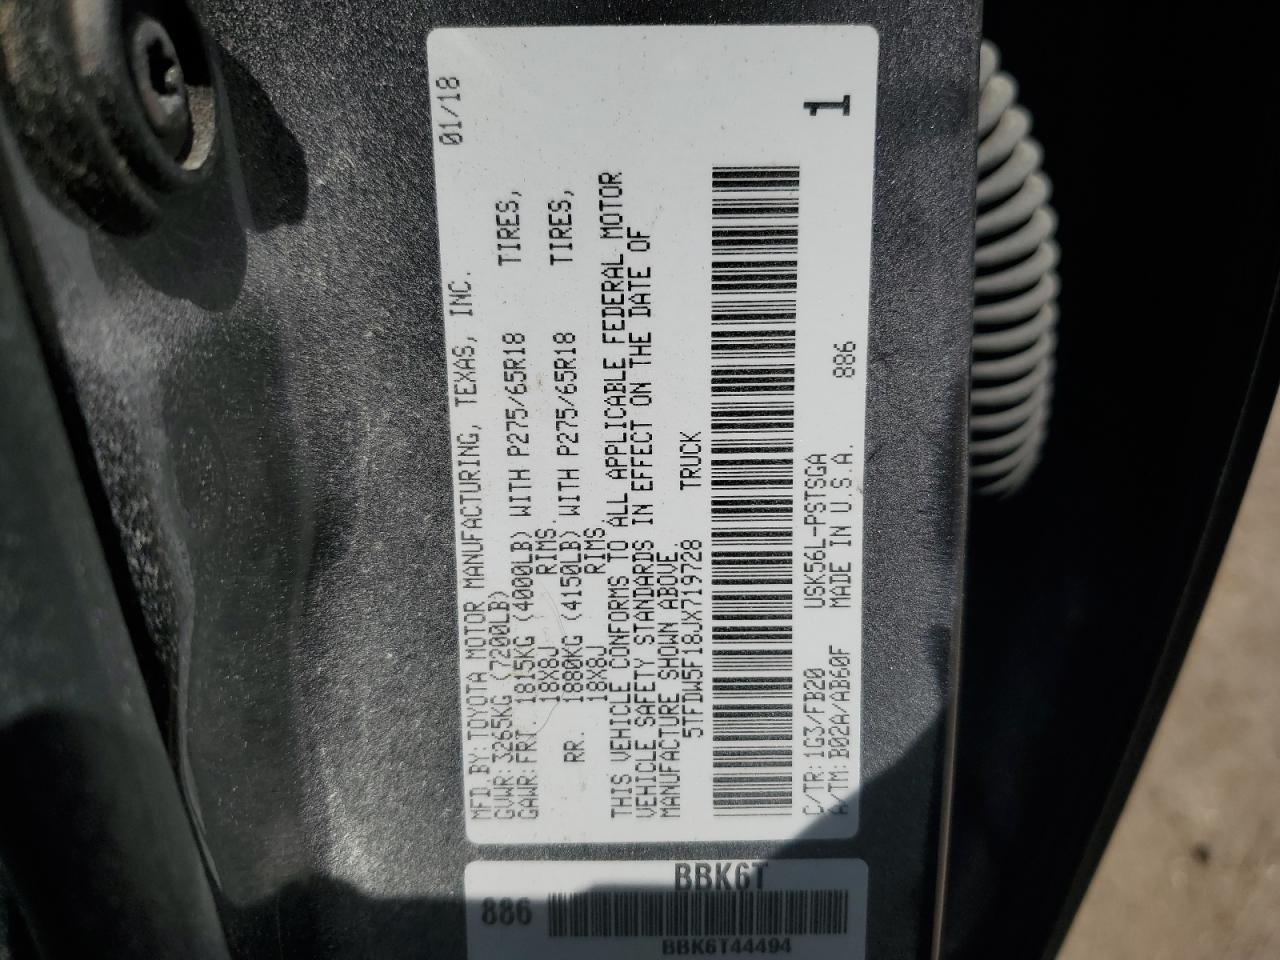 MFD.BY:TOYOTA MOTOR MANUFACTURING, TEXAS, INC. 01/18
GVWR:3265KG (7200LB)
GAWR:FRT. 1815KG (4000LB) WITH P275/65R18 TIRES,
18X8J RIMS.
RR. 1880KG (4150LB) WITH P275/65R18 TIRES,
18X8J RIMS.
THIS VEHICLE CONFORMS TO ALL APPLICABLE FEDERAL MOTOR
VEHICLE SAFETY STANDARDS IN EFFECT ON THE DATE OF
MANUFACTURE SHOWN ABOVE.
5TFDW5F18JX719728 TRUCK
C/TR:1G3/FB20 USK56L-PSTSGA 1
A/TM:B02A/AB60F MADE IN U.S.A. 886
BBK6T
886
BBK6T44494